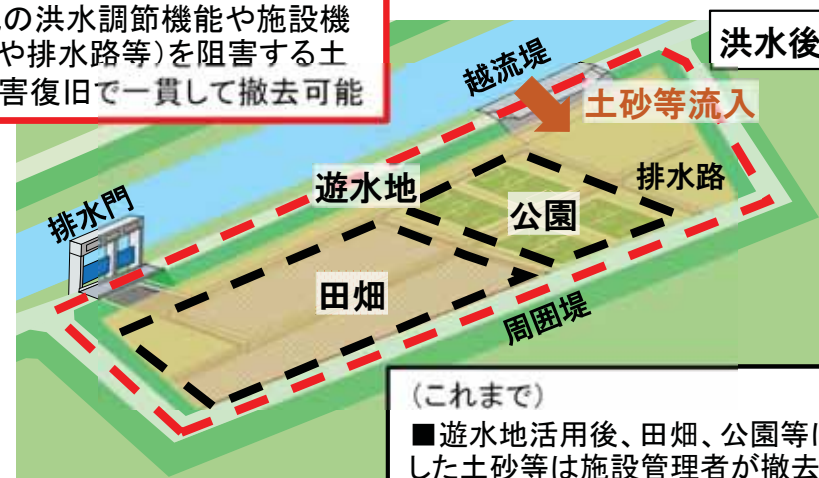 の洪水調節機能や施設機
や排水路等)を阻害する土
害復旧で一貫して撤去可能
洪水後
越流堤
土砂等流入
排水路
遊水地
公園
排水門
田畑
周囲堤
(これまで)
■遊水地活用後、田畑、公園等に
した土砂等は施設管理者が撤去